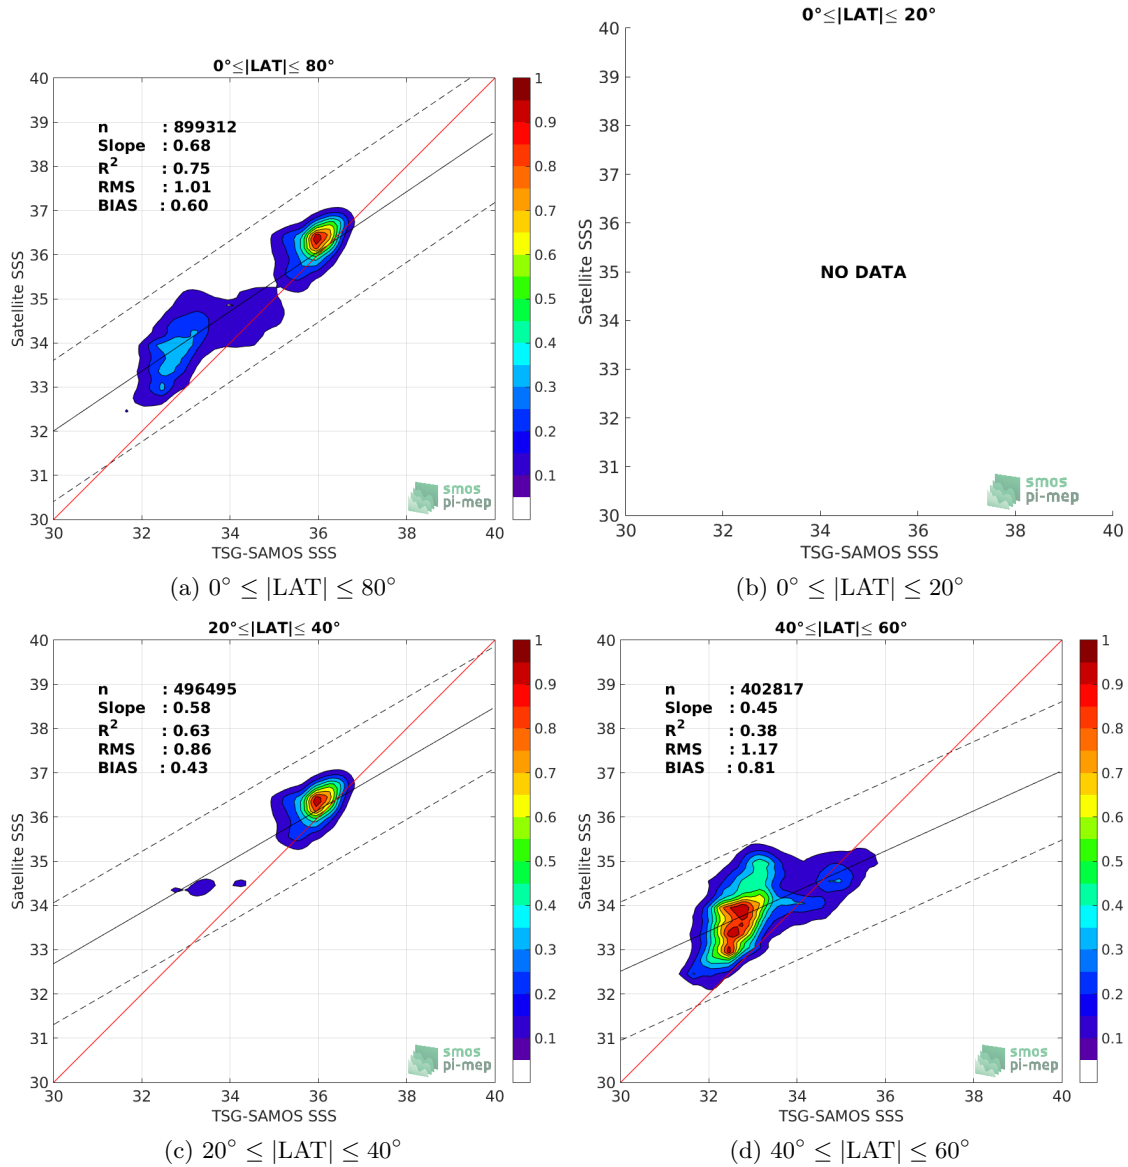 0°≤|LAT|≤ 80°
n : 899312
Slope : 0.68
R² : 0.75
RMS : 1.01
BIAS : 0.60
40
39
38
37
36
35
34
33
32
31
30
30 32 34 36 38 40
Satellite SSS
TSG-SAMOS SSS
1
0.9
0.8
0.7
0.6
0.5
0.4
0.3
0.2
0.1
smos
pi-mep
(a) 0° ≤ |LAT| ≤ 80°
0°≤|LAT|≤ 20°
40
39
38
37
36
35
34
33
32
31
30
30 32 34 36 38 40
Satellite SSS
NO DATA
TSG-SAMOS SSS
smos
pi-mep
(b) 0° ≤ |LAT| ≤ 20°
20°≤|LAT|≤ 40°
n : 496495
Slope : 0.58
R² : 0.63
RMS : 0.86
BIAS : 0.43
40
39
38
37
36
35
34
33
32
31
30
30 32 34 36 38 40
Satellite SSS
TSG-SAMOS SSS
1
0.9
0.8
0.7
0.6
0.5
0.4
0.3
0.2
0.1
smos
pi-mep
(c) 20° ≤ |LAT| ≤ 40°
40°≤|LAT|≤ 60°
n : 402817
Slope : 0.45
R² : 0.38
RMS : 1.17
BIAS : 0.81
40
39
38
37
36
35
34
33
32
31
30
30 32 34 36 38 40
Satellite SSS
TSG-SAMOS SSS
1
0.9
0.8
0.7
0.6
0.5
0.4
0.3
0.2
0.1
smos
pi-mep
(d) 40° ≤ |LAT| ≤ 60°